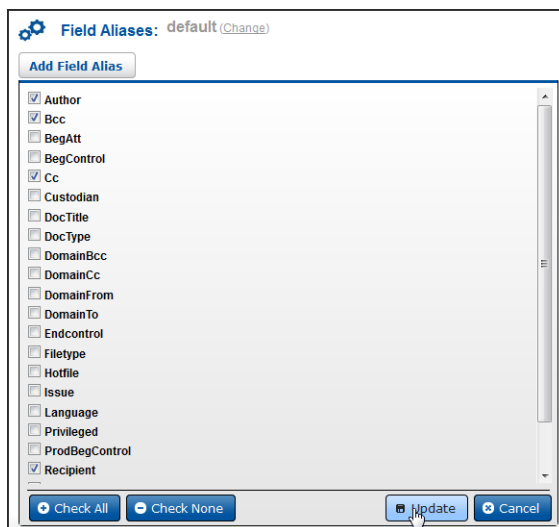 Field Aliases: default (Change)
Add Field Alias
Author
Bcc
BegAtt
BegControl
Cc
Custodian
DocTitle
DocType
DomainBcc
DomainCc
DomainFrom
DomainTo
Endcontrol
Filetype
Hotfile
Issue
Language
Privileged
ProdBegControl
Recipient
Check All Check None Update Cancel